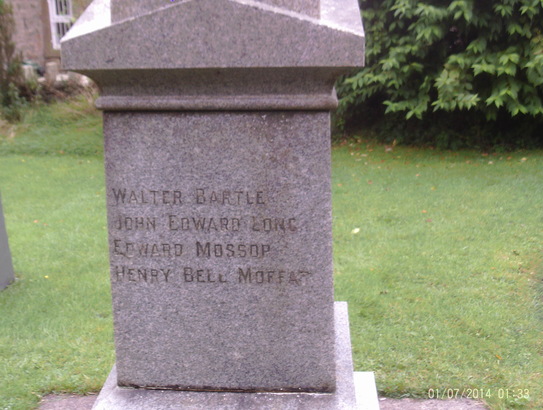 WALTER BARTLE
JOHN EDWARD LONG
EDWARD MOSSOP
HENRY BELL MOFFAT
01/07/2014 01:33